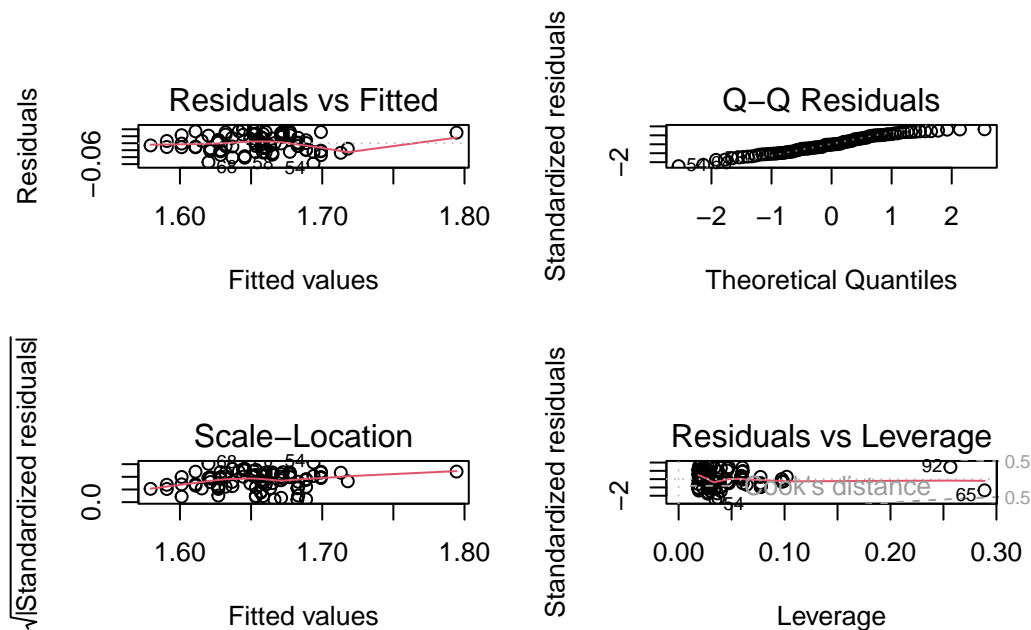 Residuals vs Fitted
Residuals
−0.06
68
58
54
1.60 1.70 1.80
Fitted values
Q−Q Residuals
Standardized residuals
−2
54
−2 −1 0 1 2
Theoretical Quantiles
Scale−Location
√|Standardized residuals|
0.0
68
54
1.60 1.70 1.80
Fitted values
Residuals vs Leverage
Standardized residuals
−2
92
0.5
Cook's distance
65
0.5
54
0.00 0.10 0.20 0.30
Leverage